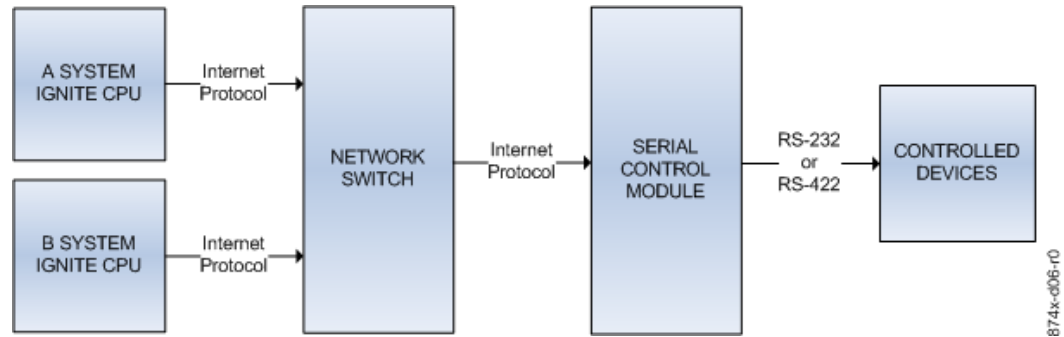 A SYSTEM
IGNITE CPU
Internet
Protocol
B SYSTEM
IGNITE CPU
Internet
Protocol
NETWORK
SWITCH
Internet
Protocol
SERIAL
CONTROL
MODULE
RS-232
or
RS-422
CONTROLLED
DEVICES
874x-d06-r0